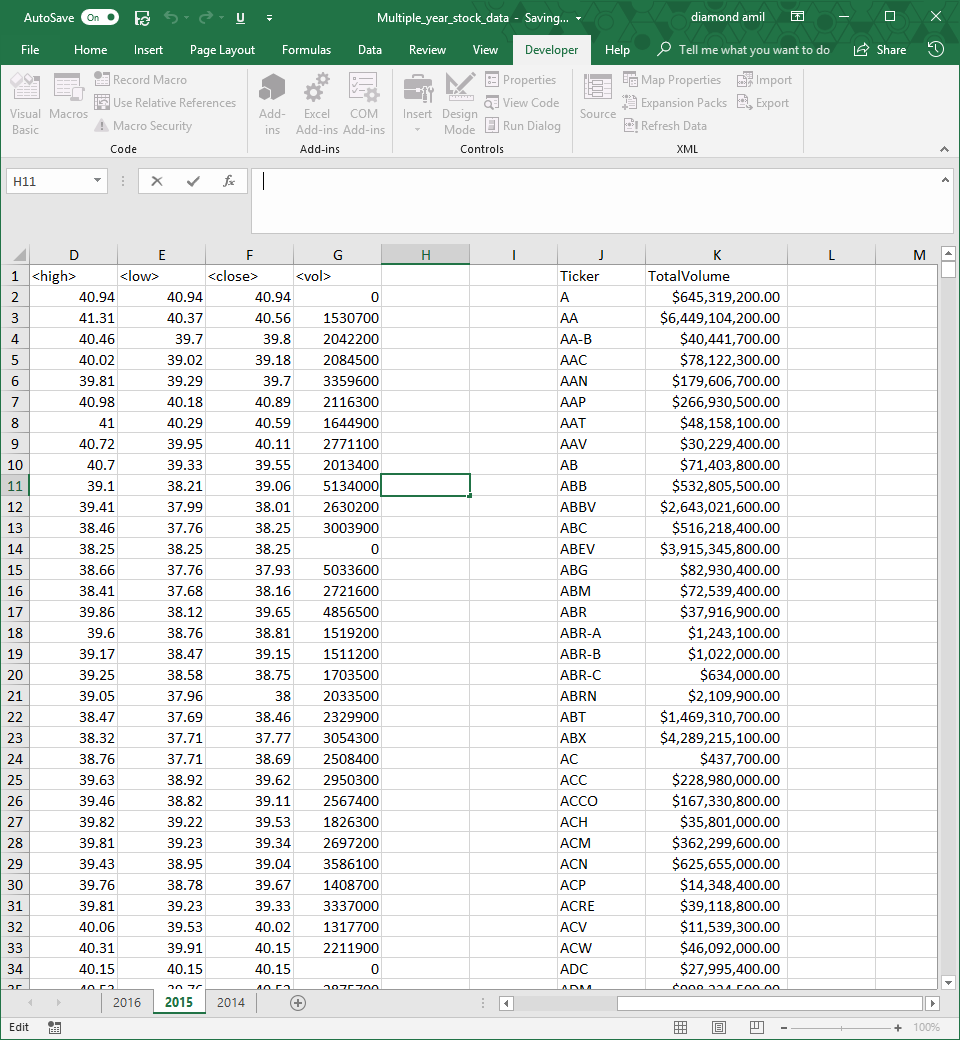 AutoSave On U Multiple_year_stock_data - Saving... diamond amil
File Home Insert Page Layout Formulas Data Review View Developer Help Tell me what you want to do Share
Visual Basic
Macros
Record Macro
Use Relative References
Macro Security
Code
Add-ins
Excel Add-ins
COM Add-ins
Add-ins
Insert
Design Mode
Properties
View Code
Run Dialog
Controls
Source
Map Properties
Expansion Packs
Refresh Data
Import
Export
XML
H11 fx
D E F G H I J K L M
1 <high> <low> <close> <vol> Ticker TotalVolume
2 40.94 40.94 40.94 0 A $645,319,200.00
3 41.31 40.37 40.56 1530700 AA $6,449,104,200.00
4 40.46 39.7 39.8 2042200 AA-B $40,441,700.00
5 40.02 39.02 39.18 2084500 AAC $78,122,300.00
6 39.81 39.29 39.7 3359600 AAN $179,606,700.00
7 40.98 40.18 40.89 2116300 AAP $266,930,500.00
8 41 40.29 40.59 1644900 AAT $48,158,100.00
9 40.72 39.95 40.11 2771100 AAV $30,229,400.00
10 40.7 39.33 39.55 2013400 AB $71,403,800.00
11 39.1 38.21 39.06 5134000 ABB $532,805,500.00
12 39.41 37.99 38.01 2630200 ABBV $2,643,021,600.00
13 38.46 37.76 38.25 3003900 ABC $516,218,400.00
14 38.25 38.25 38.25 0 ABEV $3,915,345,800.00
15 38.66 37.76 37.93 5033600 ABG $82,930,400.00
16 38.41 37.68 38.16 2721600 ABM $72,539,400.00
17 39.86 38.12 39.65 4856500 ABR $37,916,900.00
18 39.6 38.76 38.81 1519200 ABR-A $1,243,100.00
19 39.17 38.47 39.15 1511200 ABR-B $1,022,000.00
20 39.25 38.58 38.75 1703500 ABR-C $634,000.00
21 39.05 37.96 38 2033500 ABRN $2,109,900.00
22 38.47 37.69 38.46 2329900 ABT $1,469,310,700.00
23 38.32 37.71 37.77 3054300 ABX $4,289,215,100.00
24 38.76 37.71 38.69 2508400 AC $437,700.00
25 39.63 38.92 39.62 2950300 ACC $228,980,000.00
26 39.46 38.82 39.11 2567400 ACCO $167,330,800.00
27 39.82 39.22 39.53 1826300 ACH $35,801,000.00
28 39.81 39.23 39.34 2697200 ACM $362,299,600.00
29 39.43 38.95 39.04 3586100 ACN $625,655,000.00
30 39.76 38.78 39.67 1408700 ACP $14,348,400.00
31 39.81 39.23 39.33 3337000 ACRE $39,118,800.00
32 40.06 39.53 40.02 1317700 ACV $11,539,300.00
33 40.31 39.91 40.15 2211900 ACW $46,092,000.00
34 40.15 40.15 40.15 0 ADC $27,995,400.00
2016 2015 2014
Edit 100%